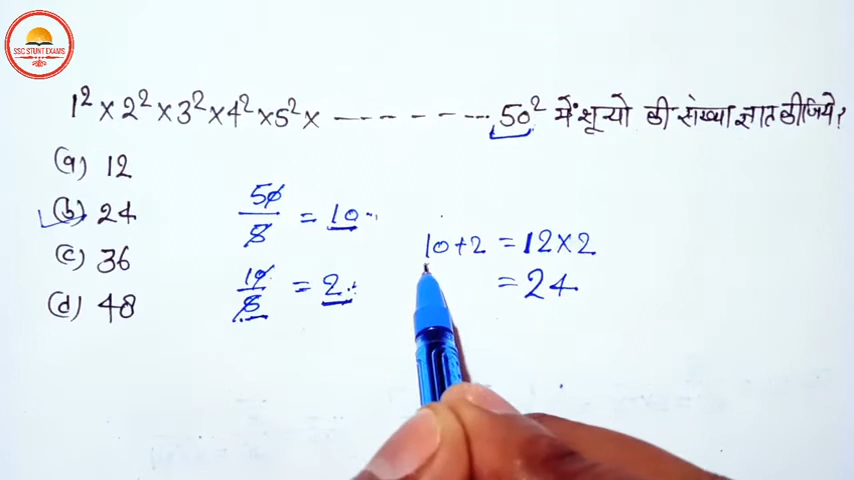 SSC STUNT EXAMS
1² × 2² × 3² × 4² × 5² × ------- 50² में शून्यो की संख्या ज्ञात कीजिये?
(a) 12
(b) 24
(c) 36
(d) 48
50/5 = 10
10/5 = 2
10+2 = 12×2
= 24